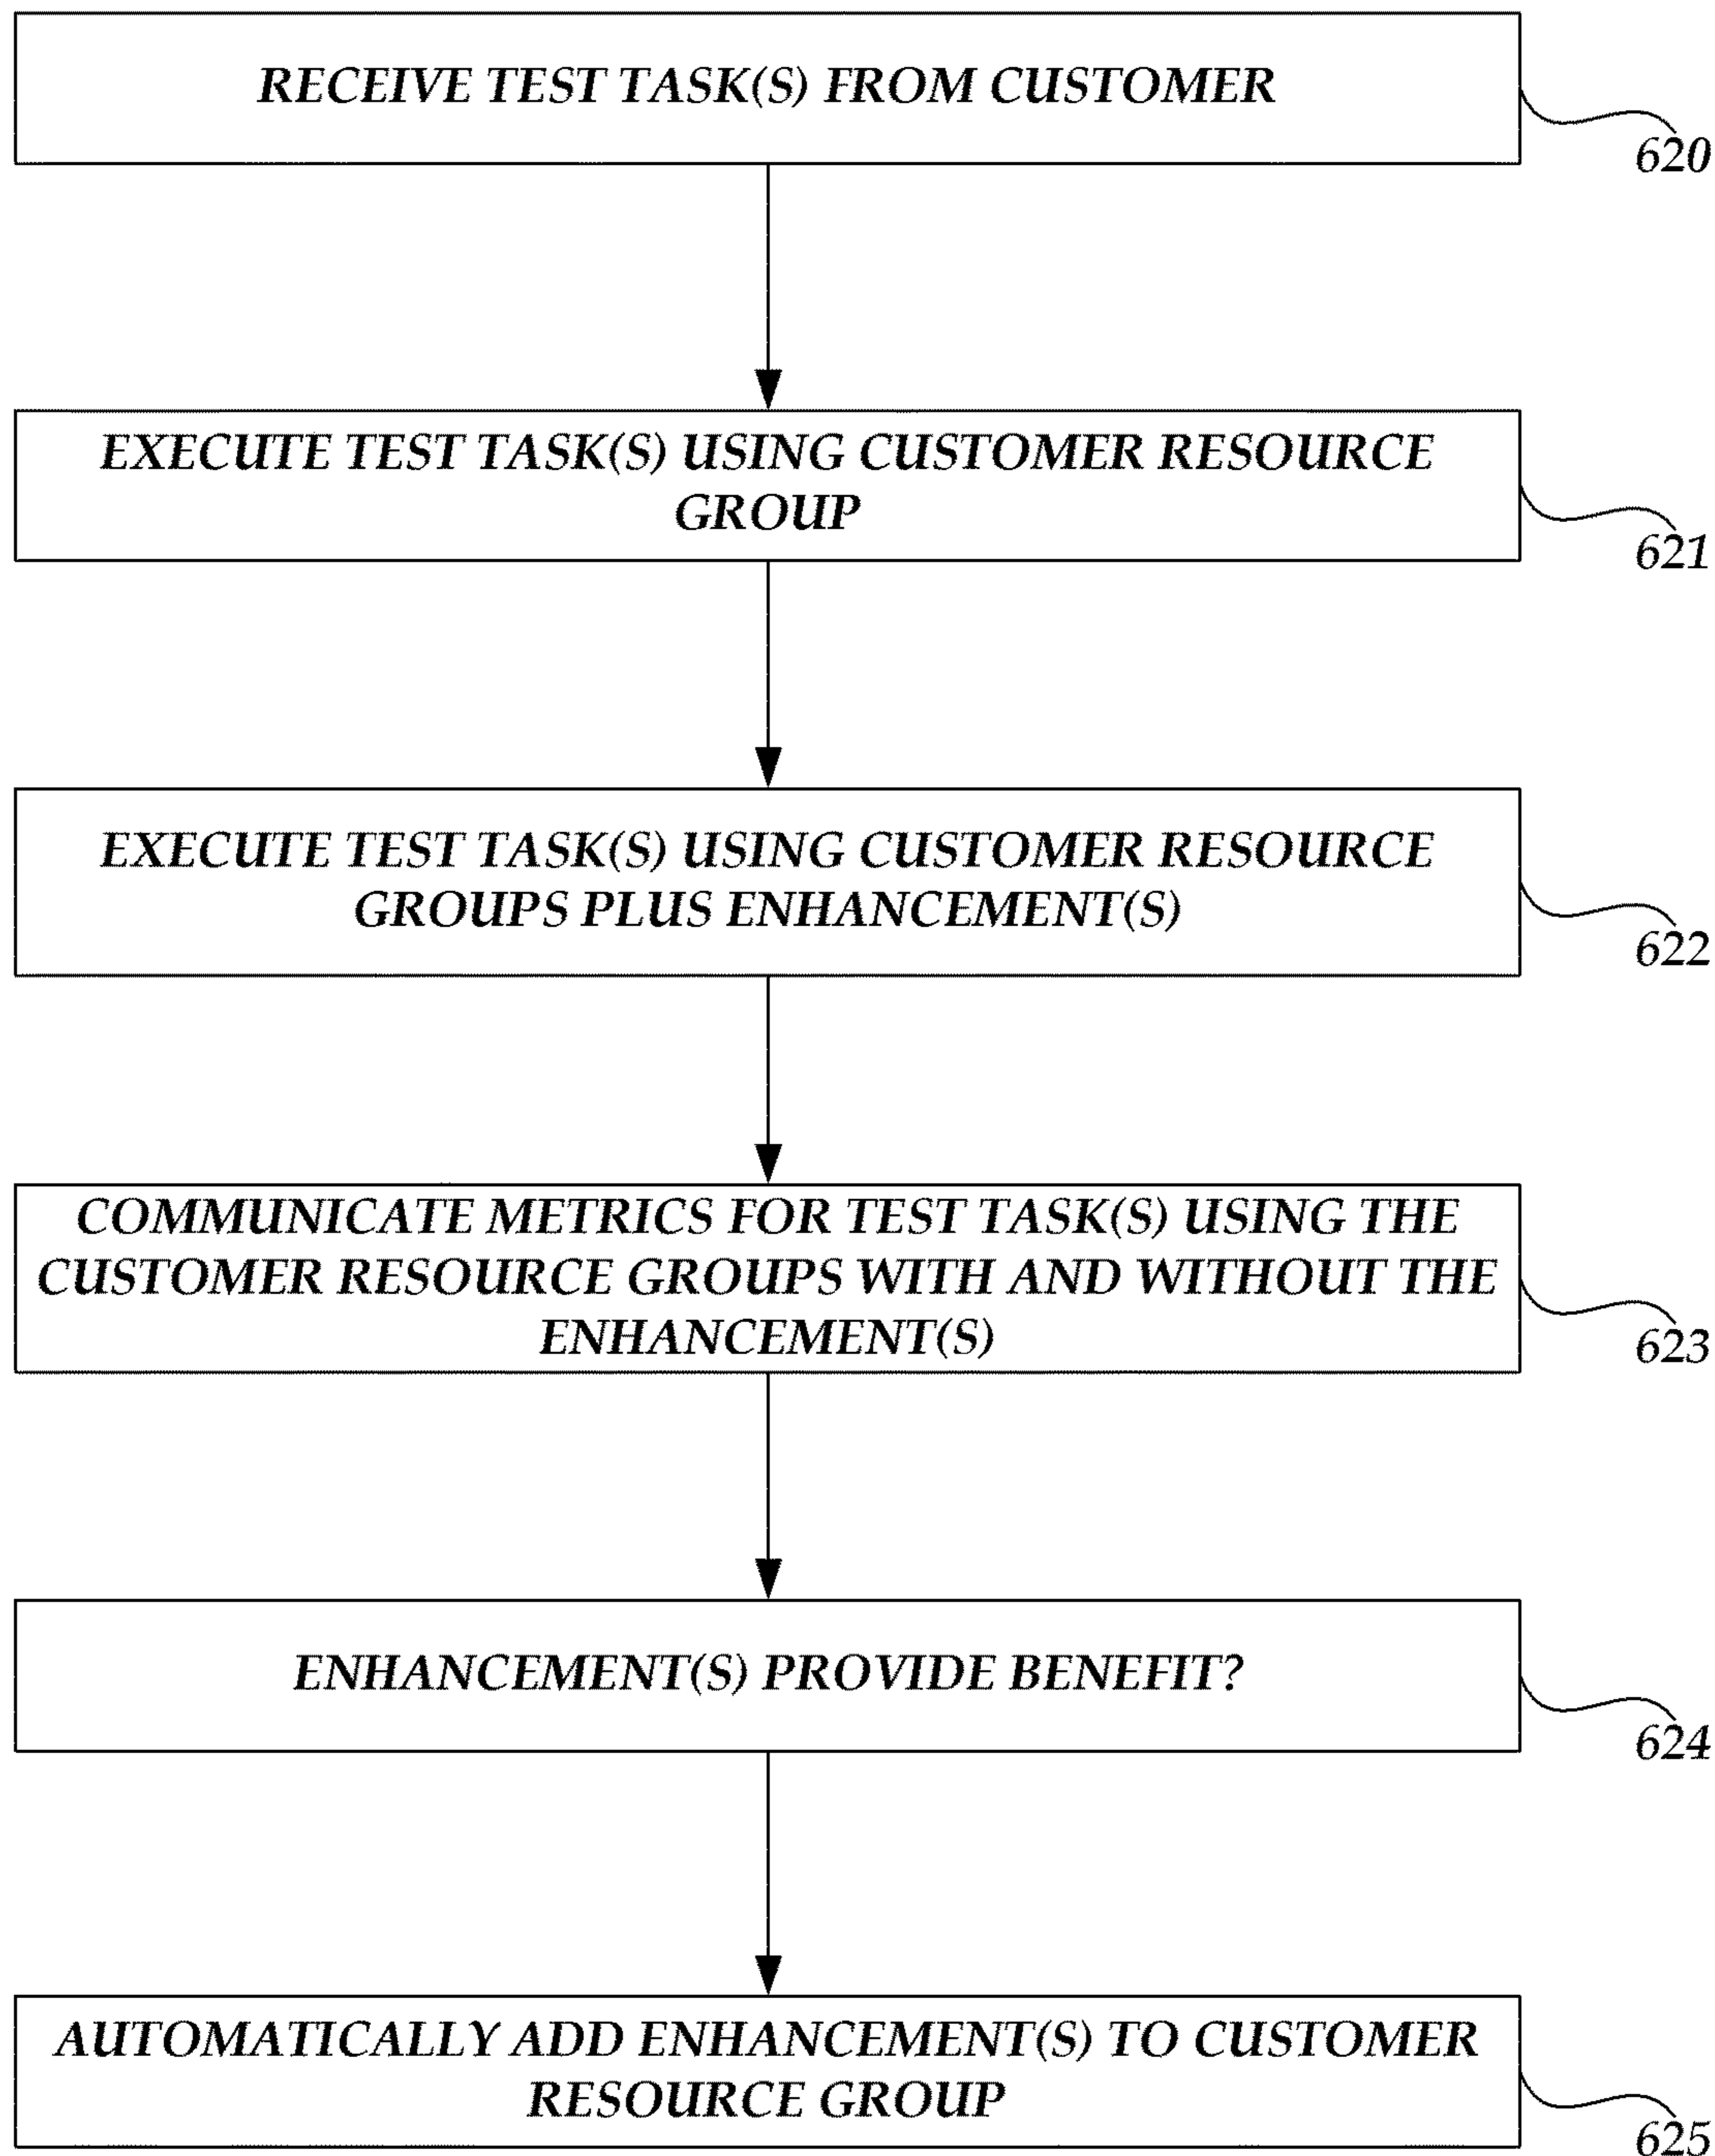 RECEIVE TEST TASK(S) FROM CUSTOMER
620
EXECUTE TEST TASK(S) USING CUSTOMER RESOURCE
GROUP
621
EXECUTE TEST TASK(S) USING CUSTOMER RESOURCE
GROUPS PLUS ENHANCEMENT(S)
622
COMMUNICATE METRICS FOR TEST TASK(S) USING THE
CUSTOMER RESOURCE GROUPS WITH AND WITHOUT THE
ENHANCEMENT(S)
623
ENHANCEMENT(S) PROVIDE BENEFIT?
624
AUTOMATICALLY ADD ENHANCEMENT(S) TO CUSTOMER
RESOURCE GROUP
625